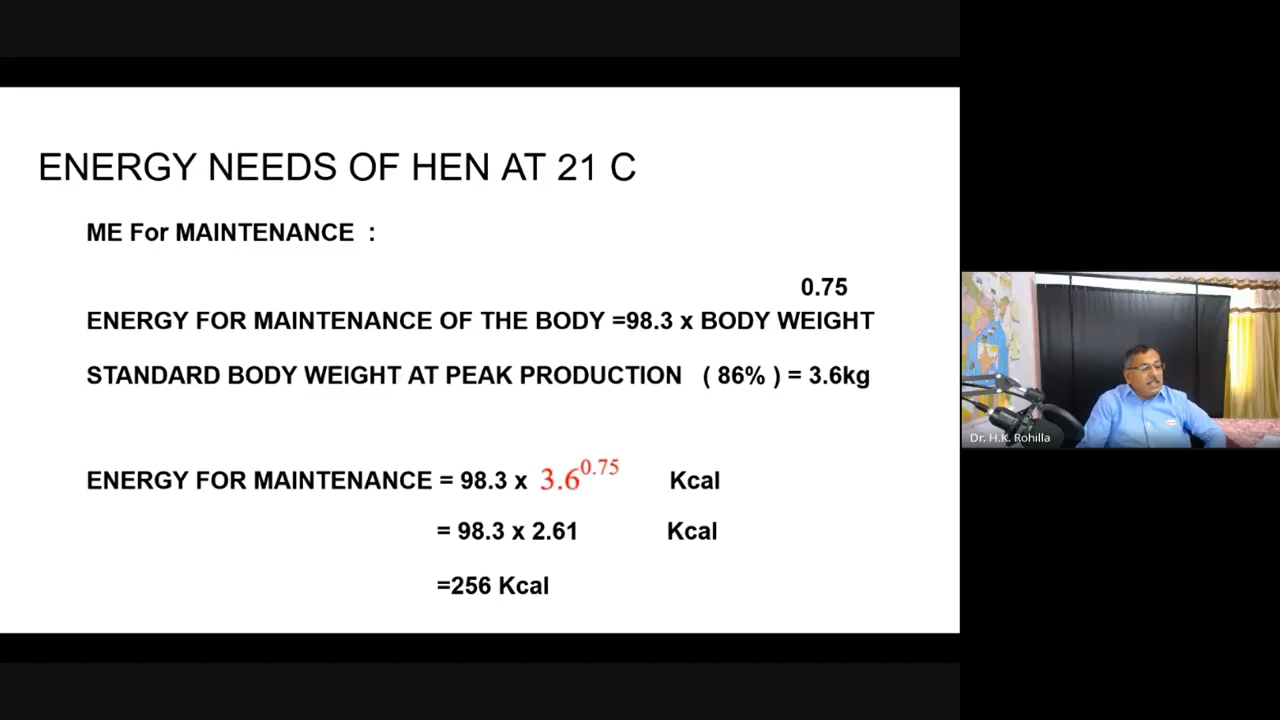 ENERGY NEEDS OF HEN AT 21 C
ME For MAINTENANCE :
0.75
ENERGY FOR MAINTENANCE OF THE BODY =98.3 x BODY WEIGHT
STANDARD BODY WEIGHT AT PEAK PRODUCTION ( 86% ) = 3.6kg
ENERGY FOR MAINTENANCE = 98.3 x 3.6^0.75 Kcal
= 98.3 x 2.61 Kcal
=256 Kcal
Dr. H.K. Rohilla